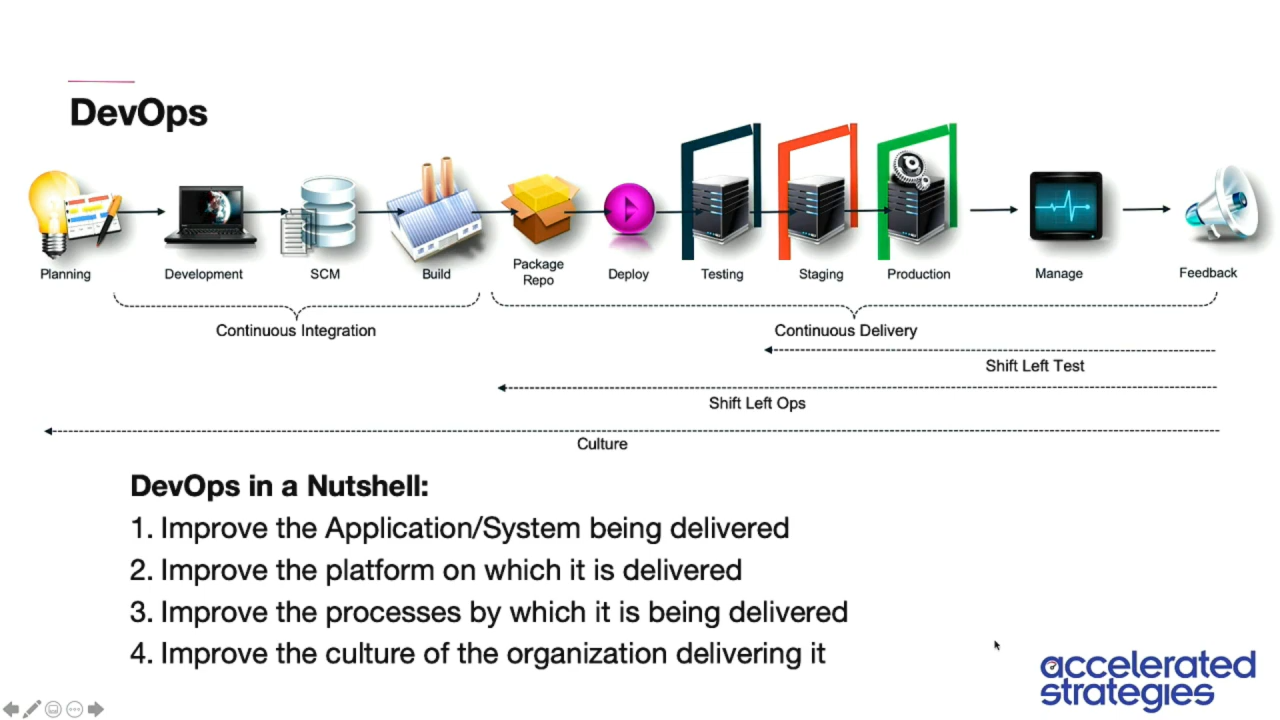 DevOps
Planning
Development
SCM
Build
Package
Repo
Deploy
Testing
Staging
Production
Manage
Feedback
Continuous Integration
Continuous Delivery
Shift Left Test
Shift Left Ops
Culture
DevOps in a Nutshell:
1. Improve the Application/System being delivered
2. Improve the platform on which it is delivered
3. Improve the processes by which it is being delivered
4. Improve the culture of the organization delivering it
accelerated
strategies